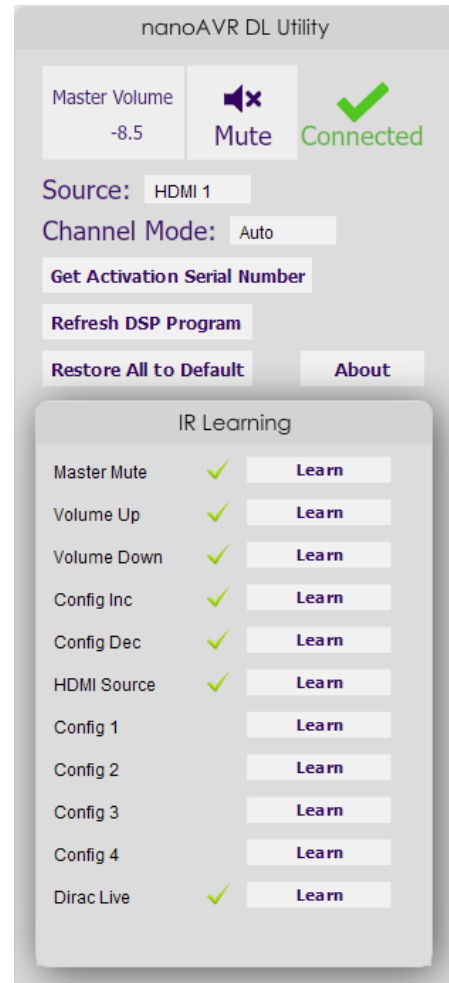 nanoAVR DL Utility
Master Volume
-8.5
Mute
Connected
Source: HDMI 1
Channel Mode: Auto
Get Activation Serial Number
Refresh DSP Program
Restore All to Default About
IR Learning
Master Mute Learn
Volume Up Learn
Volume Down Learn
Config Inc Learn
Config Dec Learn
HDMI Source Learn
Config 1 Learn
Config 2 Learn
Config 3 Learn
Config 4 Learn
Dirac Live Learn